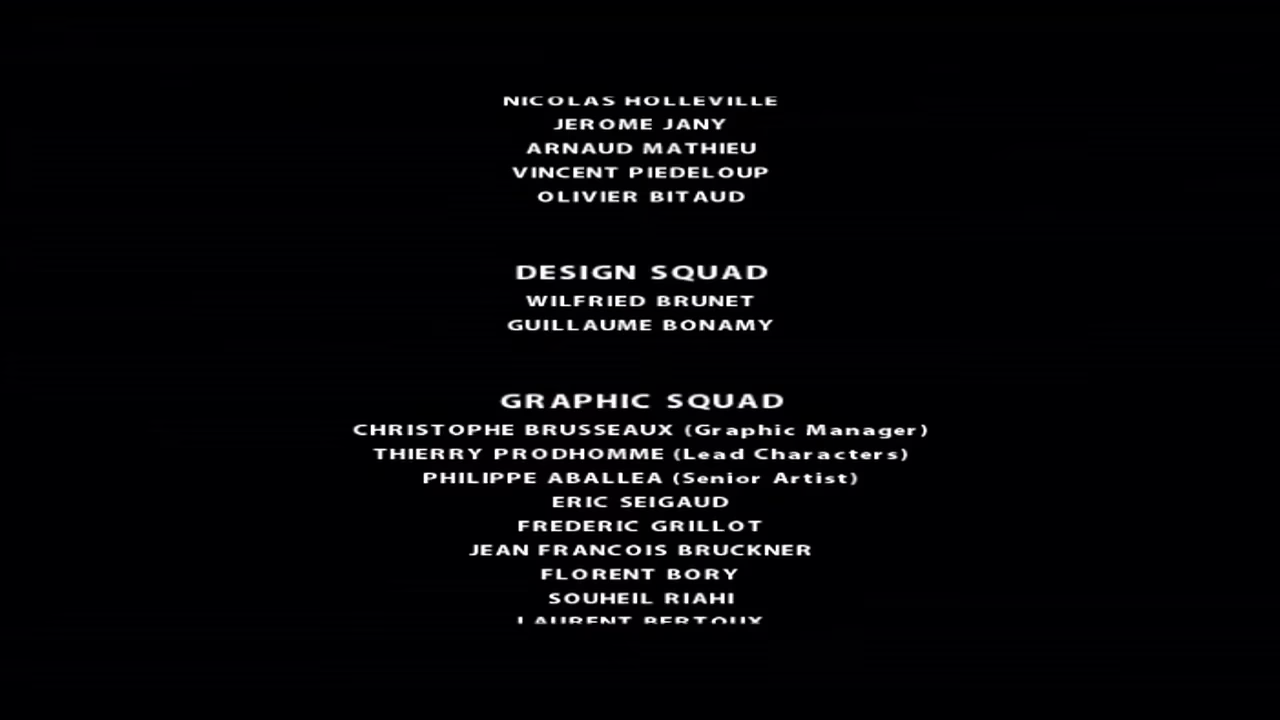 NICOLAS HOLLEVILLE
JEROME JANY
ARNAUD MATHIEU
VINCENT PIEDELOUP
OLIVIER BITAUD
DESIGN SQUAD
WILFRIED BRUNET
GUILLAUME BONAMY
GRAPHIC SQUAD
CHRISTOPHE BRUSSEAUX (Graphic Manager)
THIERRY PRODHOMME (Lead Characters)
PHILIPPE ABALLEA (Senior Artist)
ERIC SEIGAUD
FREDERIC GRILLOT
JEAN FRANCOIS BRUCKNER
FLORENT BORY
SOUHEIL RIAHI
LAURENT BERTOUX